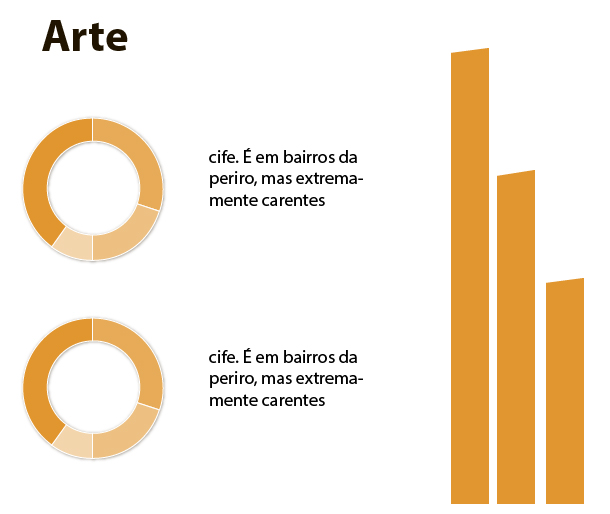 Arte
cife. É em bairros da
periro, mas extrema-
mente carentes
cife. É em bairros da
periro, mas extrema-
mente carentes